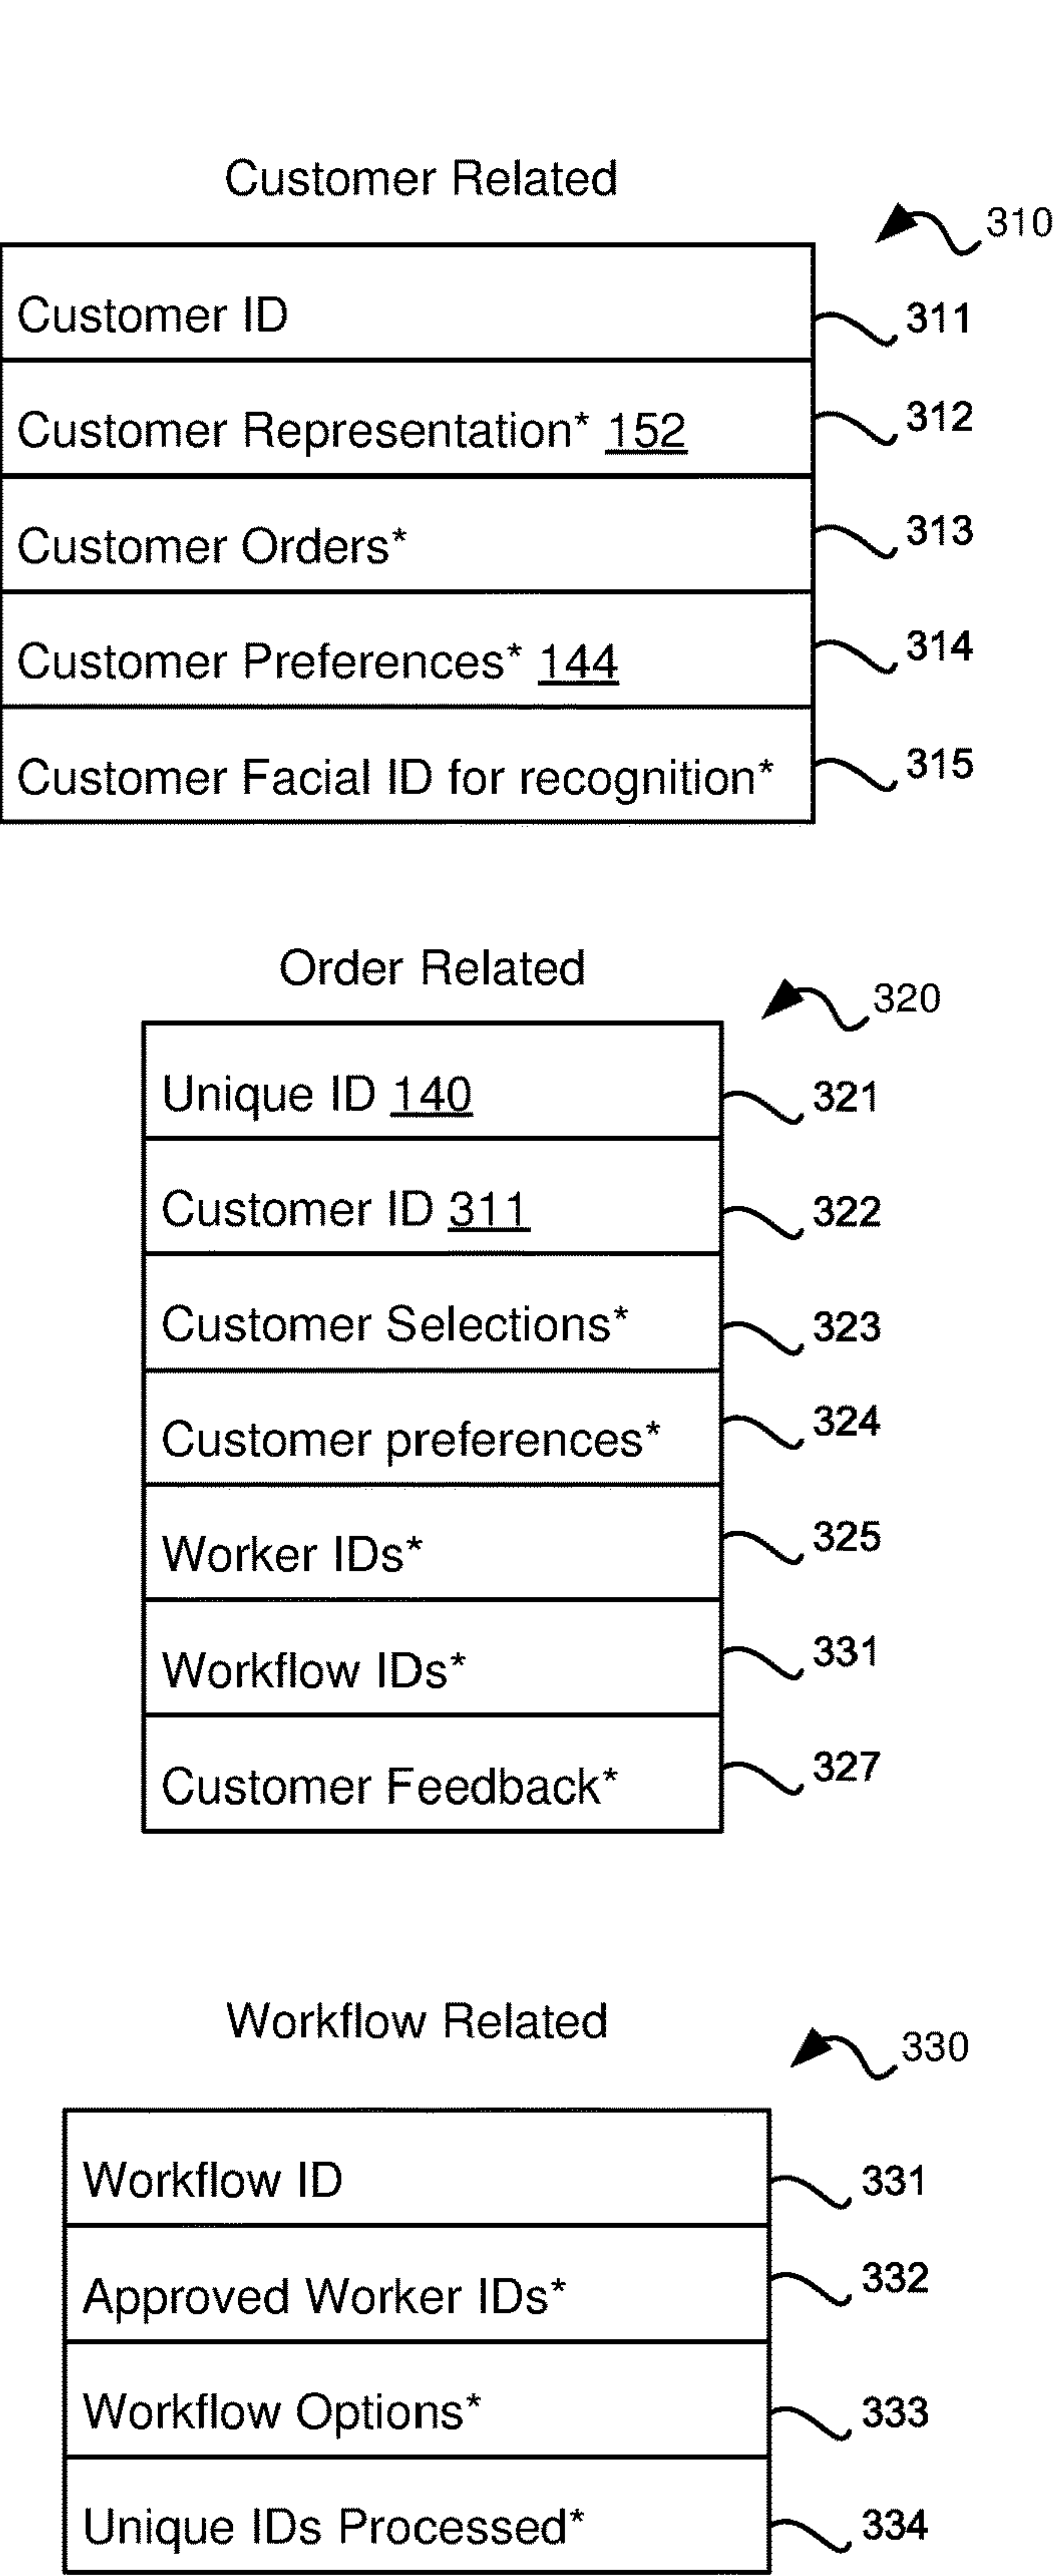 Customer Related
310
Customer ID 311
Customer Representation* 152 312
Customer Orders* 313
Customer Preferences* 144 314
Customer Facial ID for recognition* 315
Order Related
320
Unique ID 140 321
Customer ID 311 322
Customer Selections* 323
Customer preferences* 324
Worker IDs* 325
Workflow IDs* 331
Customer Feedback* 327
Workflow Related
330
Workflow ID 331
Approved Worker IDs* 332
Workflow Options* 333
Unique IDs Processed* 334